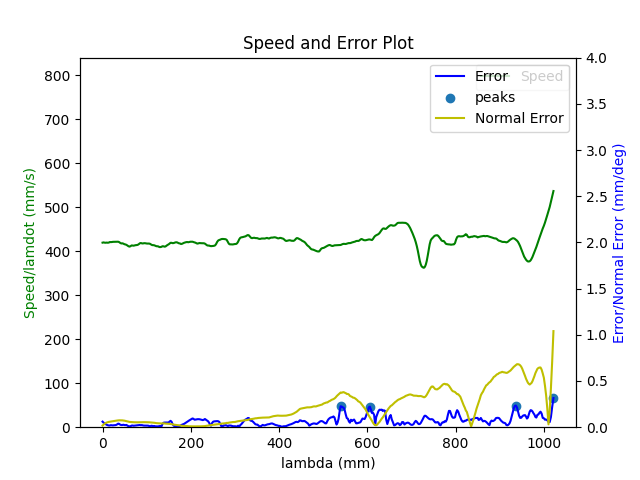 Speed and Error Plot
800
700
600
500
400
300
200
100
0
Speed/lamdot (mm/s)
4.0
3.5
3.0
2.5
2.0
1.5
1.0
0.5
0.0
Error/Normal Error (mm/deg)
Error
Speed
peaks
Normal Error
0 200 400 600 800 1000
lambda (mm)